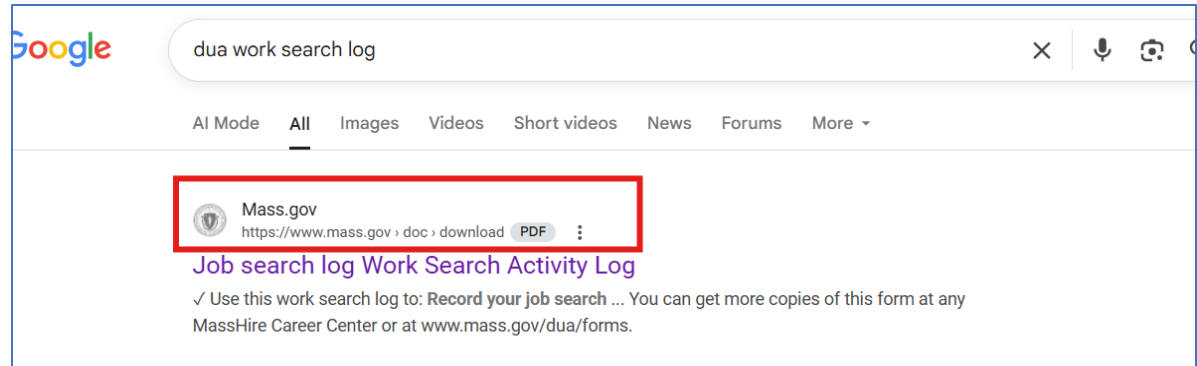 Google
dua work search log
AI Mode All Images Videos Short videos News Forums More
Mass.gov
https://www.mass.gov › doc › download PDF
Job search log Work Search Activity Log
✓ Use this work search log to: Record your job search ... You can get more copies of this form at any
MassHire Career Center or at www.mass.gov/dua/forms.